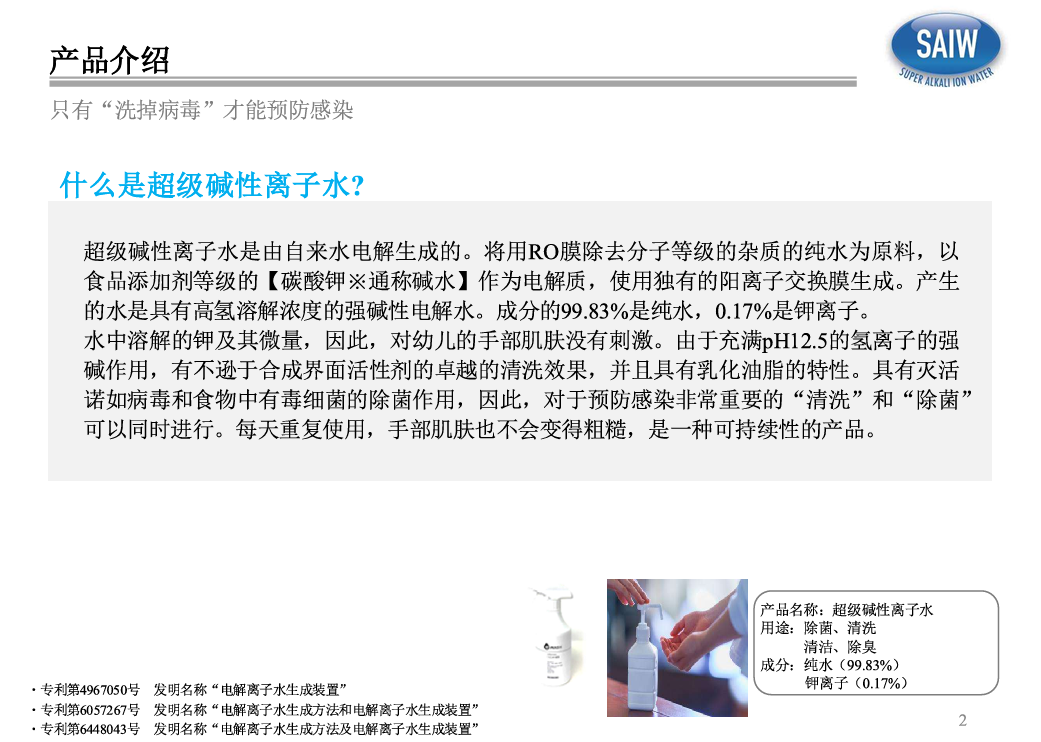 产品介绍
SAIW
SUPER ALKALI ION WATER
只有“洗掉病毒”才能预防感染
什么是超级碱性离子水?
超级碱性离子水是由自来水电解生成的。将用RO膜除去分子等级的杂质的纯水为原料，以
食品添加剂等级的【碳酸钾※通称碱水】作为电解质，使用独有的阳离子交换膜生成。产生
的水是具有高氢溶解浓度的强碱性电解水。成分的99.83%是纯水，0.17%是钾离子。
水中溶解的钾及其微量，因此，对幼儿的手部肌肤没有刺激。由于充满pH12.5的氢离子的强
碱作用，有不逊于合成界面活性剂的卓越的清洗效果，并且具有乳化油脂的特性。具有灭活
诺如病毒和食物中有毒细菌的除菌作用，因此，对于预防感染非常重要的“清洗”和“除菌”
可以同时进行。每天重复使用，手部肌肤也不会变得粗糙，是一种可持续性的产品。
产品名称：超级碱性离子水
用途：除菌、清洗
清洁、除臭
成分：纯水（99.83%）
钾离子（0.17%）
・专利第4967050号　发明名称“电解离子水生成装置”
・专利第6057267号　发明名称“电解离子水生成方法和电解离子水生成装置”
・专利第6448043号　发明名称“电解离子水生成方法及电解离子水生成装置”
2